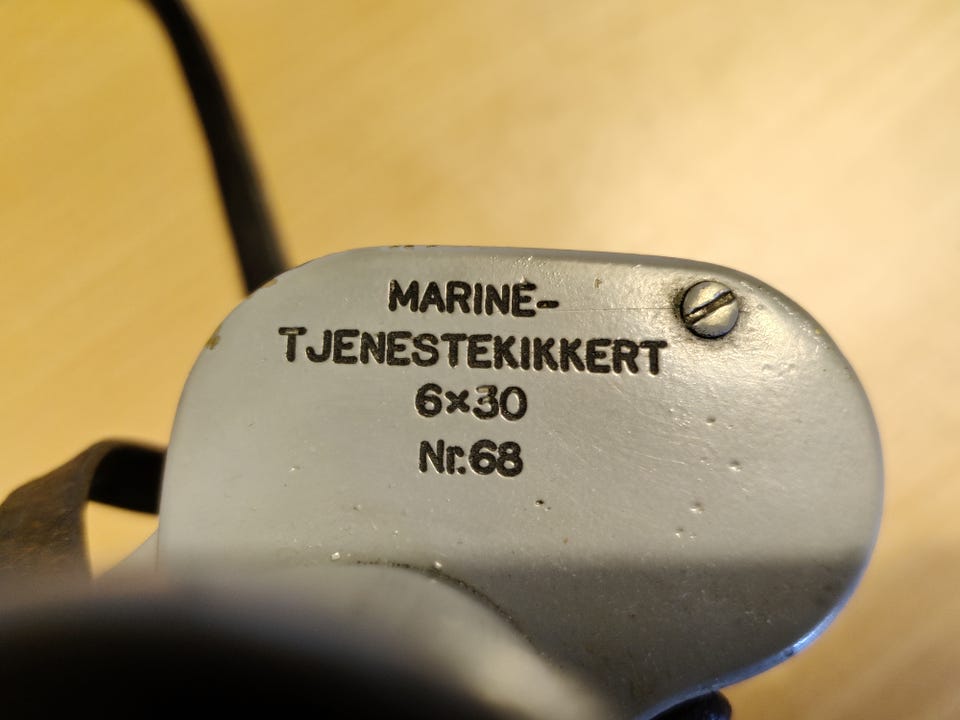 MARINE-
TJENESTEKIKKERT
6×30
Nr.68